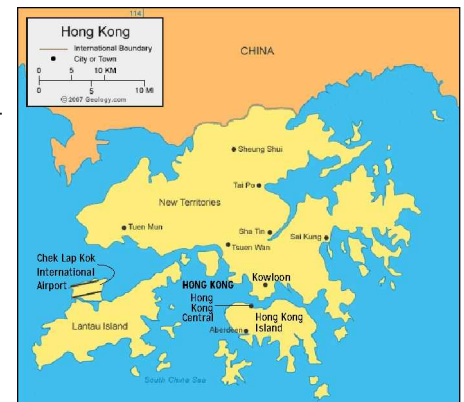 114
Hong Kong
International Boundary
City or Town
0 5 10 KM
0 5 10 MI
© 2007 Geology.com
CHINA
Sheung Shui
Tai Po
New Territories
Tuen Mun
Sha Tin
Sai Kung
Tsuen Wan
Chek Lap Kok
International
Airport
Kowloon
HONG KONG
Hong
Kong
Central
Hong Kong
Island
Lantau Island
Aberdeen
South China Sea